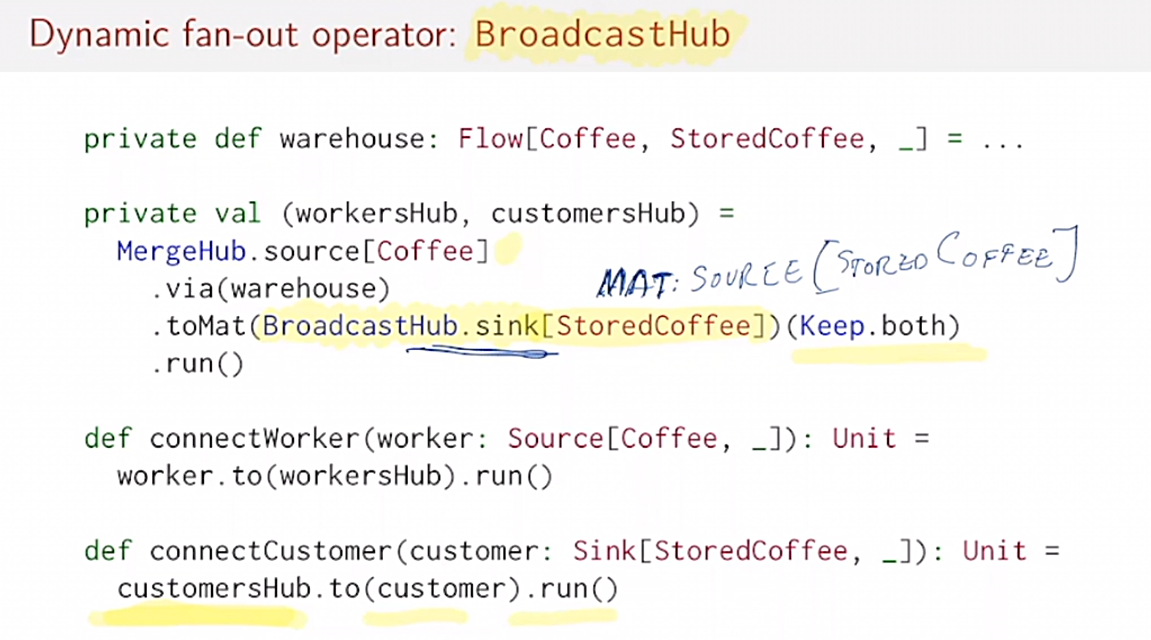 Dynamic fan-out operator: BroadcastHub
private def warehouse: Flow[Coffee, StoredCoffee, _] = ...
private val (workersHub, customersHub) =
MergeHub.source[Coffee]
MAT: SOURCE[STORED COFFEE]
.via(warehouse)
.toMat(BroadcastHub.sink[StoredCoffee])(Keep.both)
.run()
def connectWorker(worker: Source[Coffee, _]): Unit =
worker.to(workersHub).run()
def connectCustomer(customer: Sink[StoredCoffee, _]): Unit =
customersHub.to(customer).run()